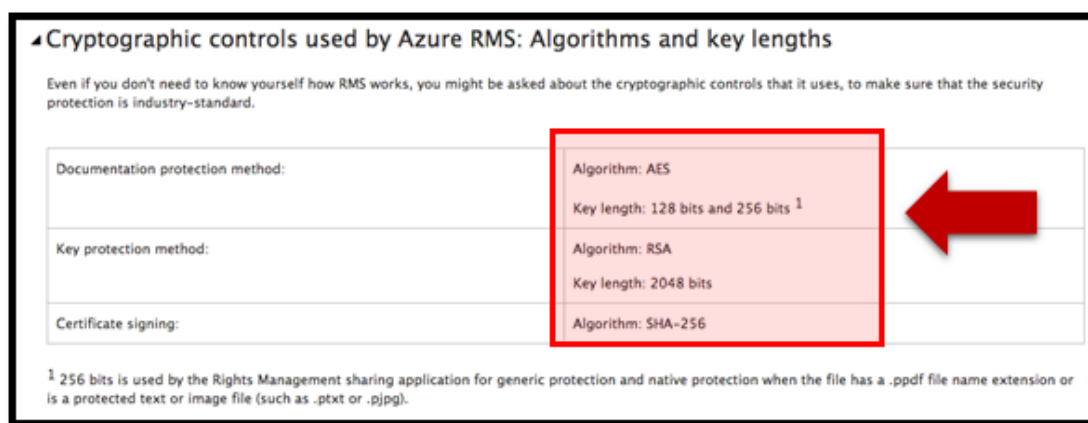 Cryptographic controls used by Azure RMS: Algorithms and key lengths
Even if you don't need to know yourself how RMS works, you might be asked about the cryptographic controls that it uses, to make sure that the security
protection is industry-standard.
Documentation protection method:
Algorithm: AES
Key length: 128 bits and 256 bits 1
Key protection method:
Algorithm: RSA
Key length: 2048 bits
Certificate signing:
Algorithm: SHA-256
1 256 bits is used by the Rights Management sharing application for generic protection and native protection when the file has a .ppdf file name extension or
is a protected text or image file (such as .ptxt or .pjpg).